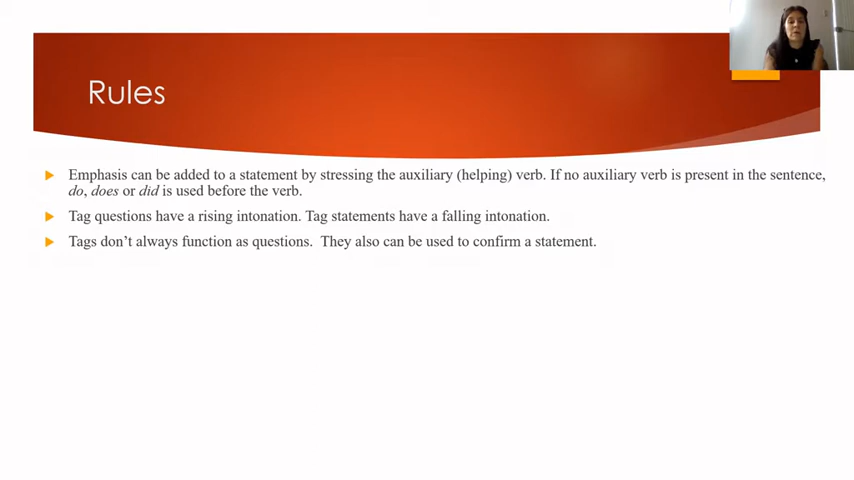 Rules
Emphasis can be added to a statement by stressing the auxiliary (helping) verb. If no auxiliary verb is present in the sentence,
do, does or did is used before the verb.
Tag questions have a rising intonation. Tag statements have a falling intonation.
Tags don't always function as questions.  They also can be used to confirm a statement.